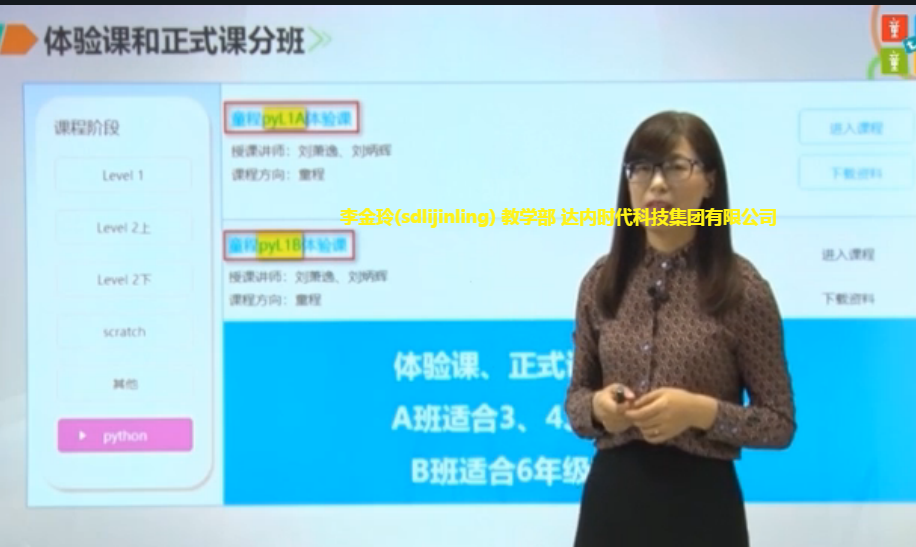 体验课和正式课分班
童
童
课程阶段
Level 1
Level 2上
Level 2下
scratch
其他
python
童程pyL1A体验课
授课讲师：刘萧逸、刘炳辉
课程方向：童程
进入课程
下载资料
李金玲(sdlijinling) 教学部 达内时代科技集团有限公司
童程pyL1B体验课
授课讲师：刘萧逸、刘炳辉
课程方向：童程
进入课程
下载资料
体验课、正式
A班适合3、4
B班适合6年级